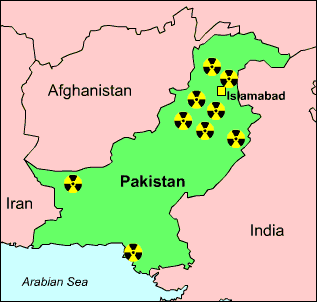 Afghanistan
Islamabad
Pakistan
Iran
India
Arabian Sea